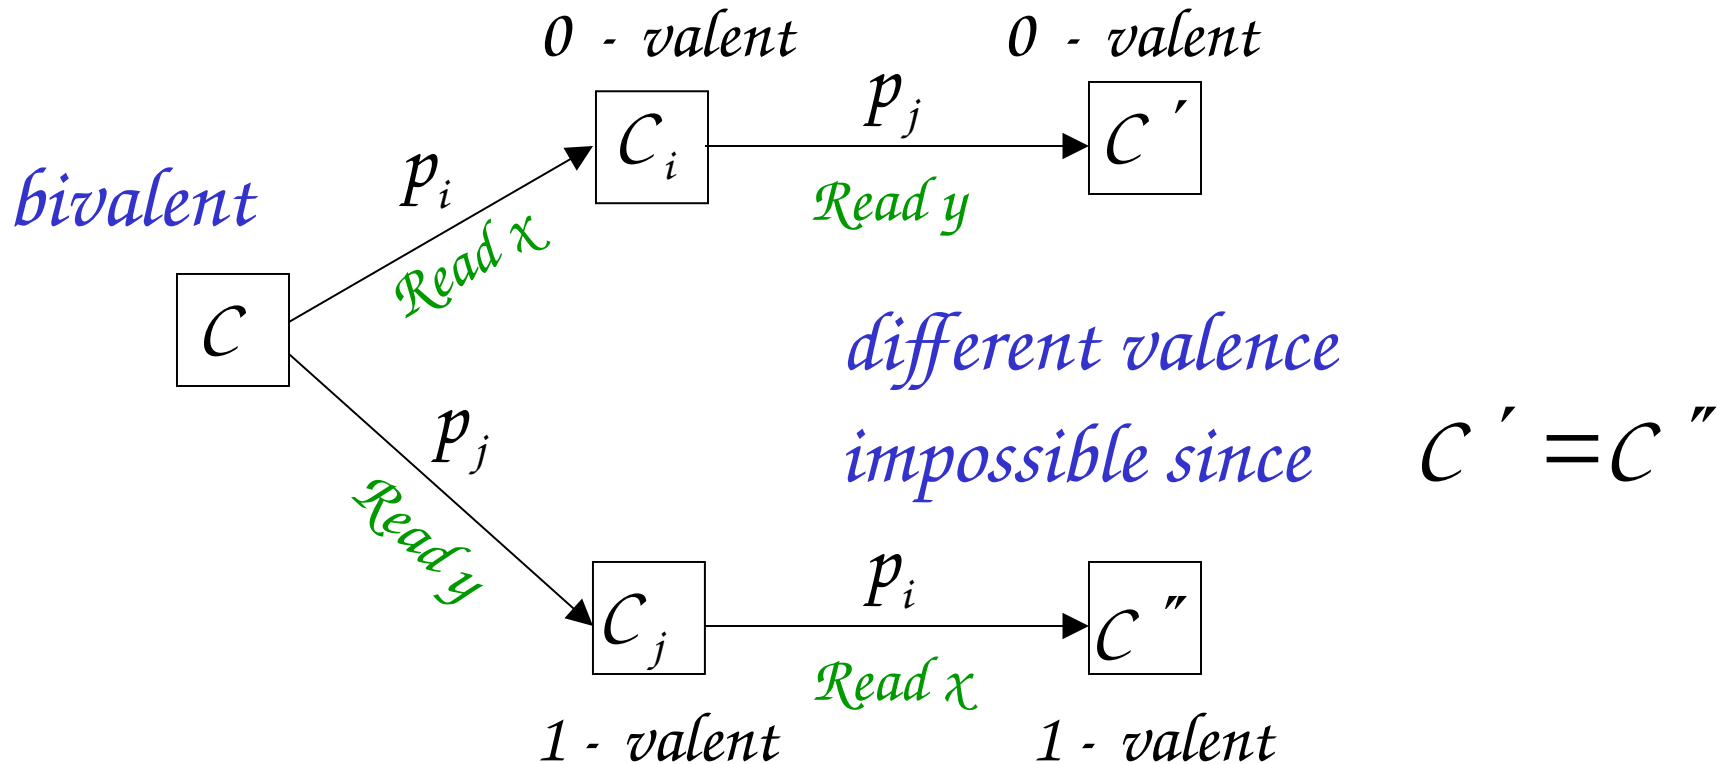 0 - valent
0 - valent
p_j
C_i
C′
p_i
bivalent
Read y
Read x
C
different valence
p_j
impossible since C′ = C″
Read y
p_i
C_j
C″
Read x
1 - valent
1 - valent